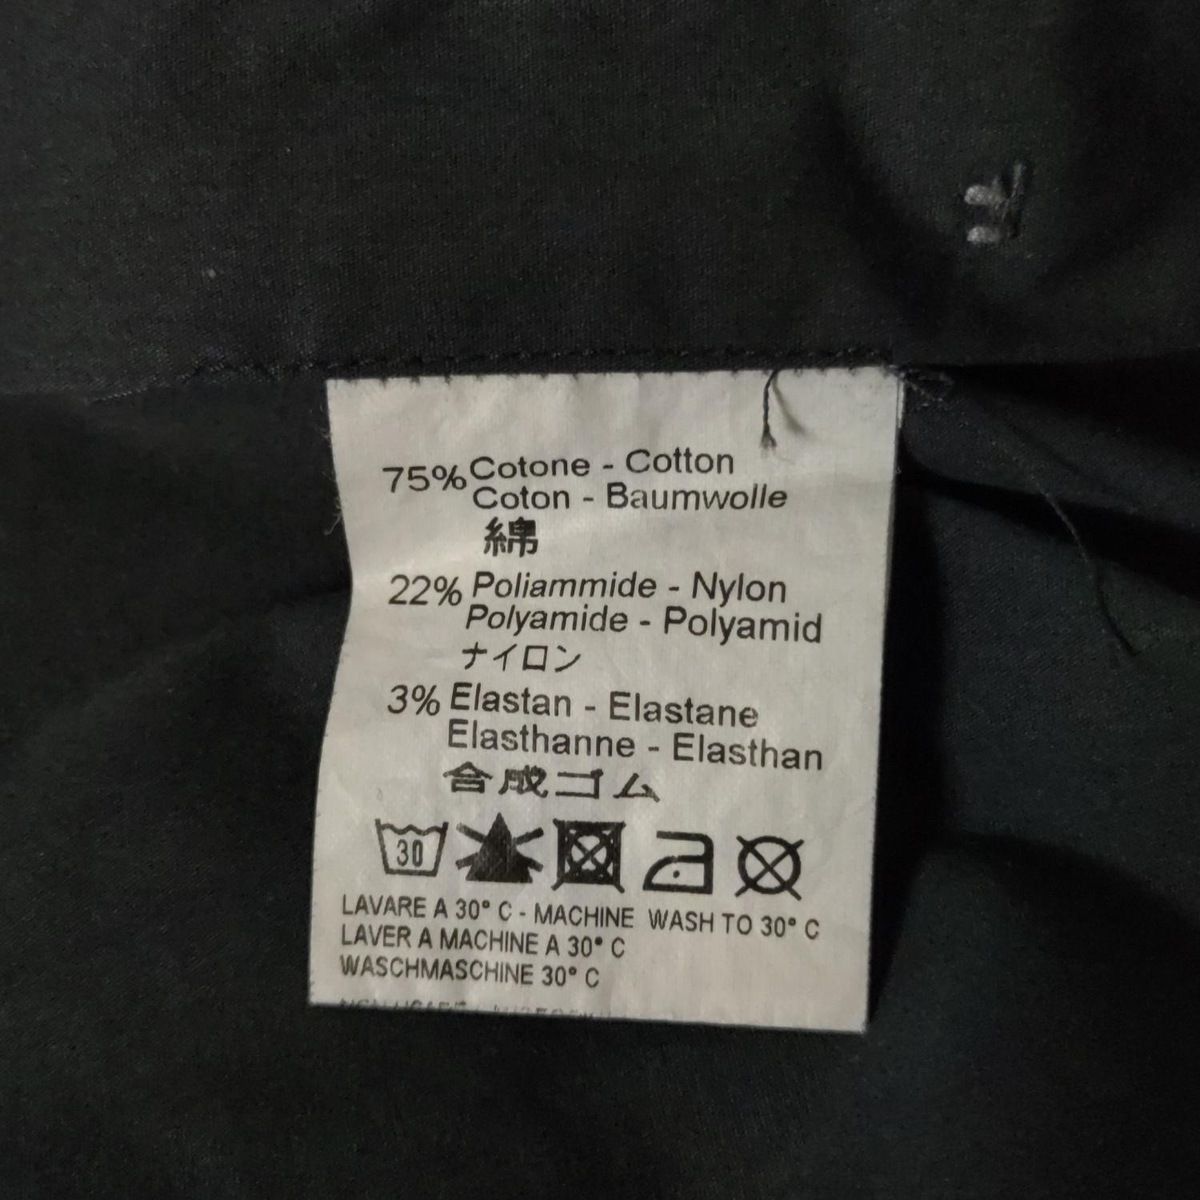 75% Cotone - Cotton
Coton - Baumwolle
綿
22% Poliammide - Nylon
Polyamide - Polyamid
ナイロン
3% Elastan - Elastane
Elasthanne - Elasthan
合成ゴム
30
LAVARE A 30° C - MACHINE WASH TO 30° C
LAVER A MACHINE A 30° C
WASCHMASCHINE 30° C